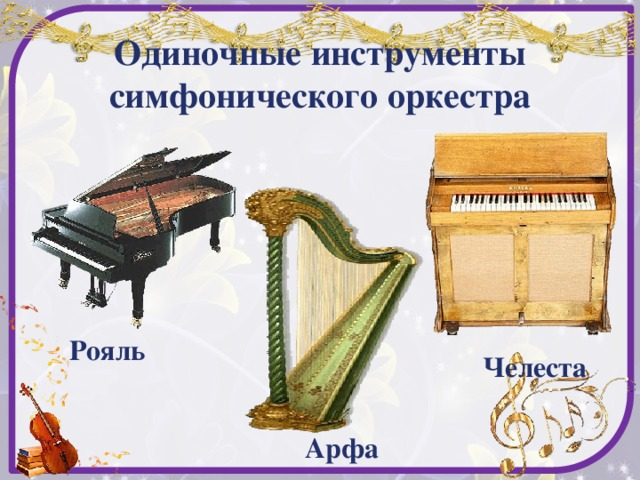 Одиночные инструменты
симфонического оркестра
Рояль
Челеста
Арфа